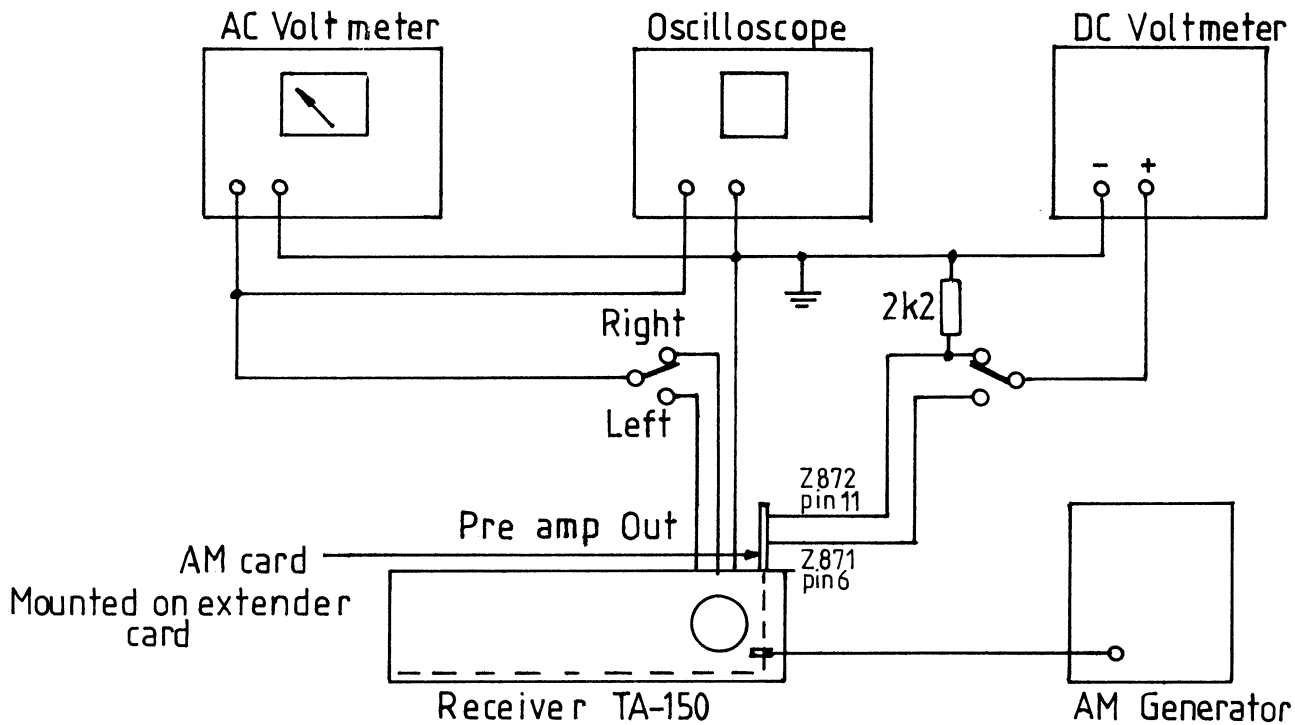 AC Voltmeter
Oscilloscope
DC Voltmeter
- +
2k2
Right
Left
Z872
pin 11
Pre amp Out
Z871
pin 6
AM card
Mounted on extender
card
Receiver TA-150
AM Generator